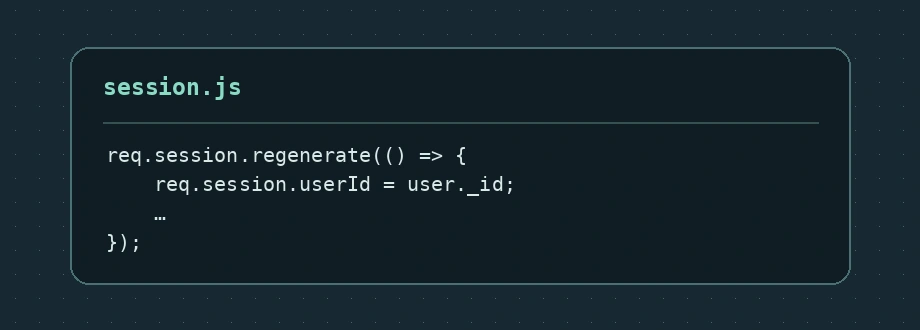 session.js
req.session.regenerate(() => {
    req.session.userId = user._id;
    …
});